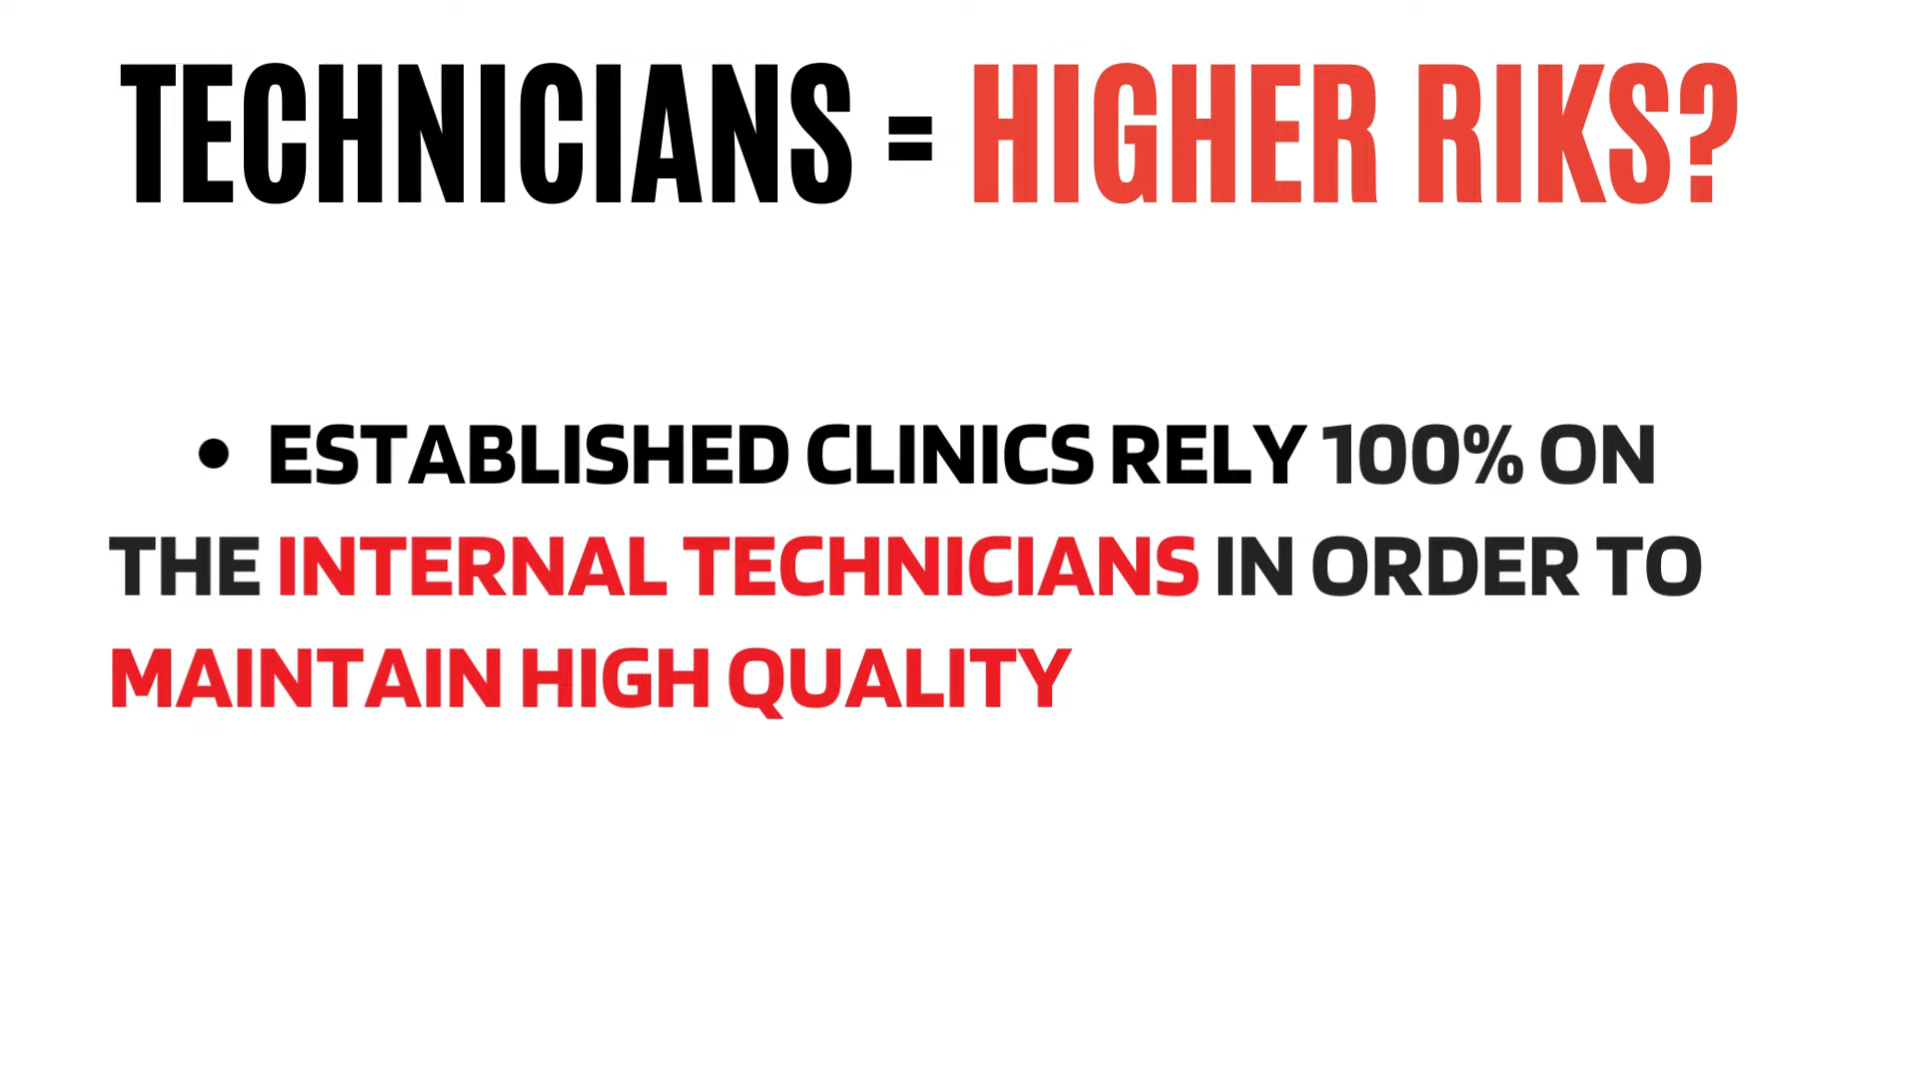 TECHNICIANS = HIGHER RIKS?
• ESTABLISHED CLINICS RELY 100% ON
THE INTERNAL TECHNICIANS IN ORDER TO
MAINTAIN HIGH QUALITY